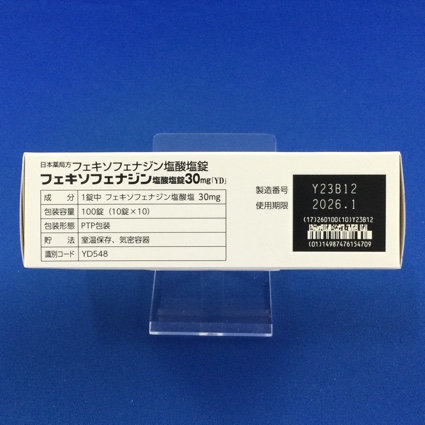 日本薬局方 フェキソフェナジン塩酸塩錠
フェキソフェナジン塩酸塩錠30mg「YD」
成分 1錠中 フェキソフェナジン塩酸塩 30mg
包装容量 100錠（10錠×10）
包装形態 PTP包装
貯法 室温保存、気密容器
識別コード YD548
製造番号 Y23B12
使用期限 2026.1
(17)260100(10)Y23B12
(01)14987476154709